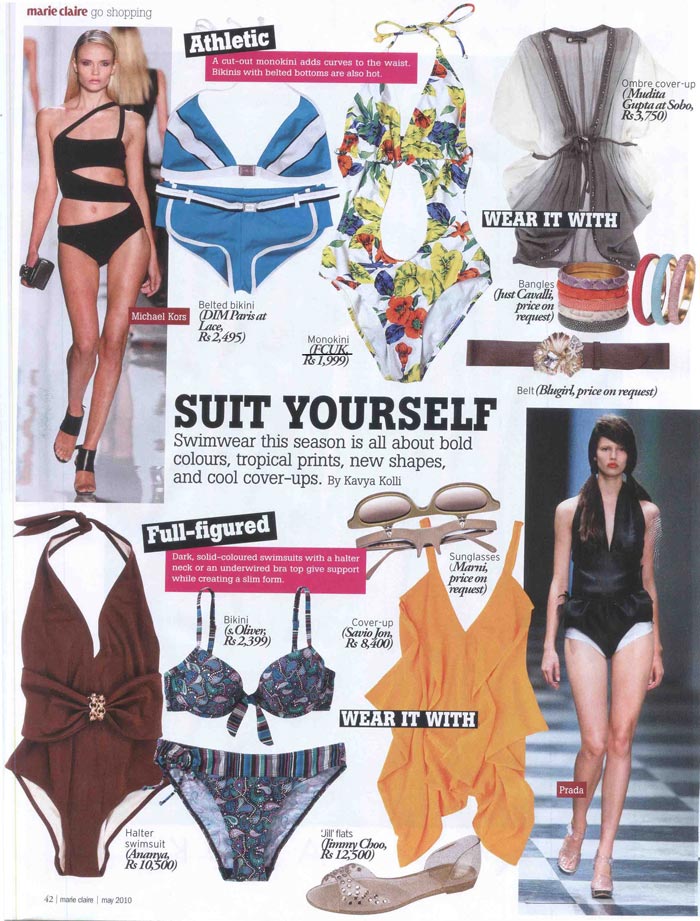 marie claire go shopping
Athletic
A cut-out monokini adds curves to the waist.
Bikinis with belted bottoms are also hot.
Ombre cover-up
(Mudita
Gupta at Soho,
Rs 3,750)
WEAR IT WITH
Bangles
(Just Cavalli,
price on
request)
Michael Kors
Belted bikini
(DIM Paris at
Lace,
Rs 2,495)
Monokini
(FCUK,
Rs 1,999)
Belt (Blugirl, price on request)
SUIT YOURSELF
Swimwear this season is all about bold
colours, tropical prints, new shapes,
and cool cover-ups. By Kavya Kolli
Full-figured
Dark, solid-coloured swimsuits with a halter
neck or an underwired bra top give support
while creating a slim form.
Sunglasses
(Marni,
price on
request)
Bikini
(s.Oliver,
Rs 2,399)
Cover-up
(Savio Jon,
Rs 8,400)
WEAR IT WITH
Prada
Halter
swimsuit
(Ananya,
Rs 10,500)
'Jill' flats
(Jimmy Choo,
Rs 12,500)
42 | marie claire | may 2010